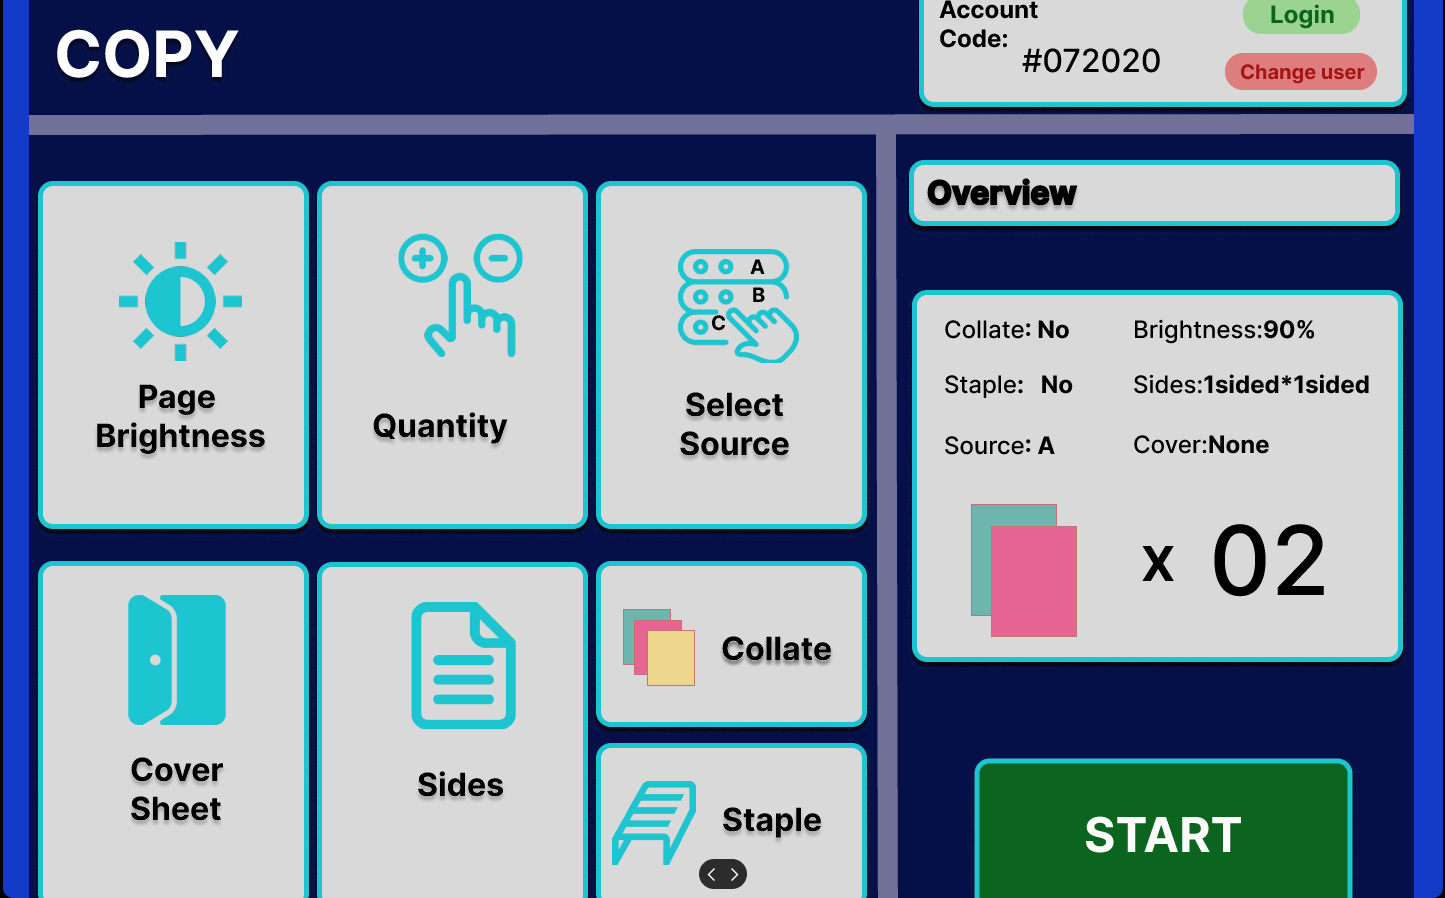 COPY
Account
Code:
#072020
Login
Change user
Page
Brightness
Quantity
A
B
C
Select
Source
Cover
Sheet
Sides
Collate
Staple
Overview
Collate: No
Brightness:90%
Staple: No
Sides:1sided*1sided
Source: A
Cover:None
x 02
START